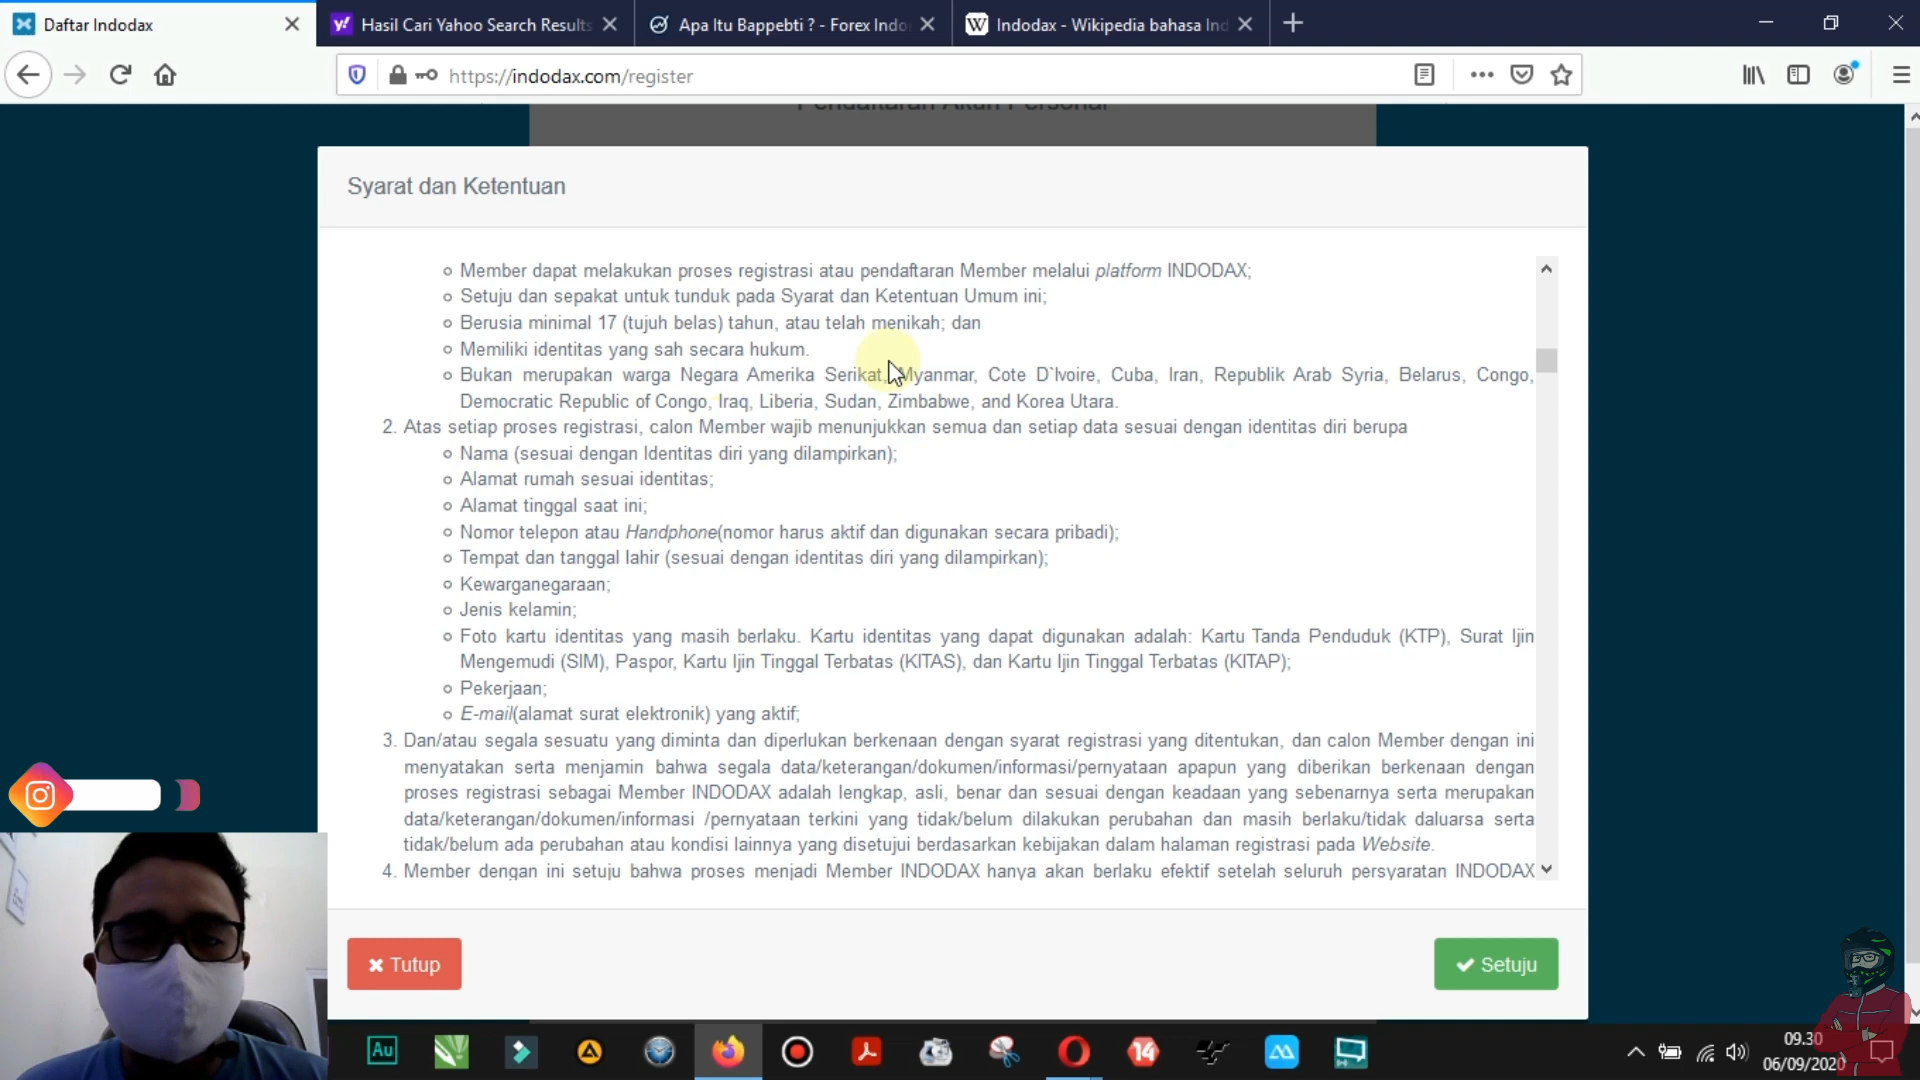 Daftar Indodax
Hasil Cari Yahoo Search Results
Apa Itu Bappebti ? - Forex Indo
Indodax - Wikipedia bahasa Ind
https://indodax.com/register
Pendaftaran Akun Personal
Syarat dan Ketentuan
Member dapat melakukan proses registrasi atau pendaftaran Member melalui platform INDODAX;
Setuju dan sepakat untuk tunduk pada Syarat dan Ketentuan Umum ini;
Berusia minimal 17 (tujuh belas) tahun, atau telah menikah; dan
Memiliki identitas yang sah secara hukum.
Bukan merupakan warga Negara Amerika Serikat, Myanmar, Cote D`Ivoire, Cuba, Iran, Republik Arab Syria, Belarus, Congo,
Democratic Republic of Congo, Iraq, Liberia, Sudan, Zimbabwe, and Korea Utara.
2. Atas setiap proses registrasi, calon Member wajib menunjukkan semua dan setiap data sesuai dengan identitas diri berupa
Nama (sesuai dengan Identitas diri yang dilampirkan);
Alamat rumah sesuai identitas;
Alamat tinggal saat ini;
Nomor telepon atau Handphone(nomor harus aktif dan digunakan secara pribadi);
Tempat dan tanggal lahir (sesuai dengan identitas diri yang dilampirkan);
Kewarganegaraan;
Jenis kelamin;
Foto kartu identitas yang masih berlaku. Kartu identitas yang dapat digunakan adalah: Kartu Tanda Penduduk (KTP), Surat Ijin
Mengemudi (SIM), Paspor, Kartu Ijin Tinggal Terbatas (KITAS), dan Kartu Ijin Tinggal Terbatas (KITAP);
Pekerjaan;
E-mail(alamat surat elektronik) yang aktif;
3. Dan/atau segala sesuatu yang diminta dan diperlukan berkenaan dengan syarat registrasi yang ditentukan, dan calon Member dengan ini
menyatakan serta menjamin bahwa segala data/keterangan/dokumen/informasi/pernyataan apapun yang diberikan berkenaan dengan
proses registrasi sebagai Member INDODAX adalah lengkap, asli, benar dan sesuai dengan keadaan yang sebenarnya serta merupakan
data/keterangan/dokumen/informasi /pernyataan terkini yang tidak/belum dilakukan perubahan dan masih berlaku/tidak daluarsa serta
tidak/belum ada perubahan atau kondisi lainnya yang disetujui berdasarkan kebijakan dalam halaman registrasi pada Website.
4. Member dengan ini setuju bahwa proses menjadi Member INDODAX hanya akan berlaku efektif setelah seluruh persyaratan INDODAX
Tutup
Setuju
Au
14
09.30
06/09/2020